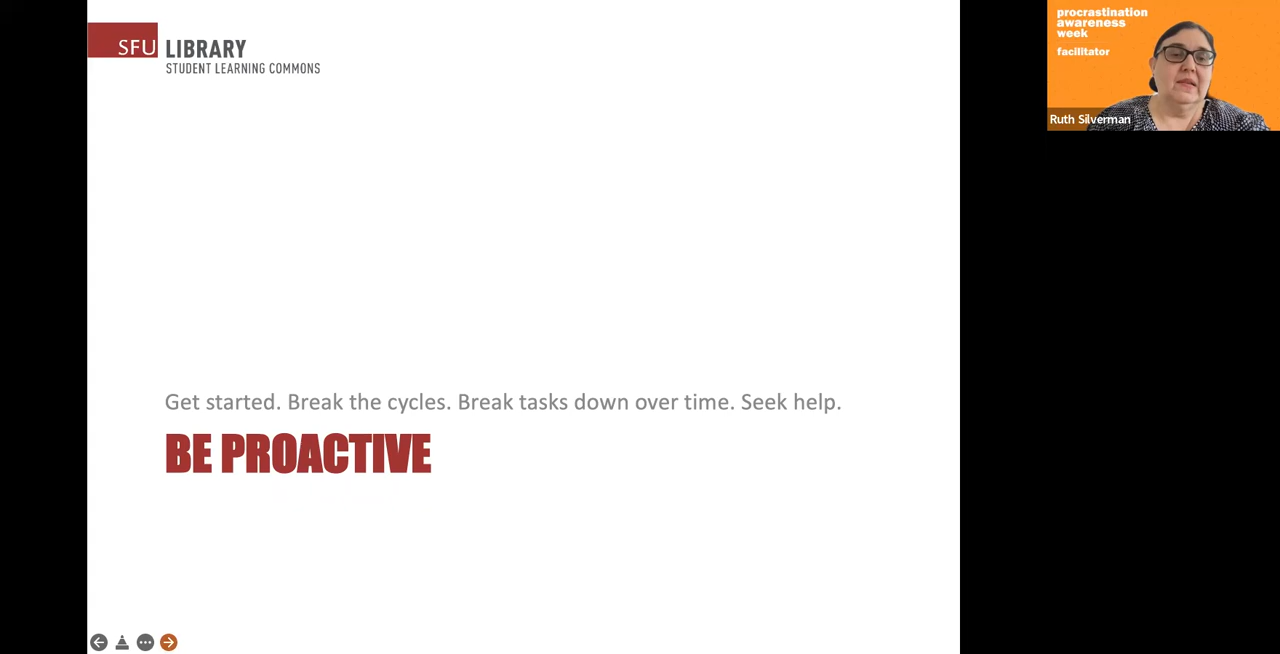 SFU LIBRARY
STUDENT LEARNING COMMONS
Get started. Break the cycles. Break tasks down over time. Seek help.
BE PROACTIVE
procrastination
awareness
week
facilitator
Ruth Silverman